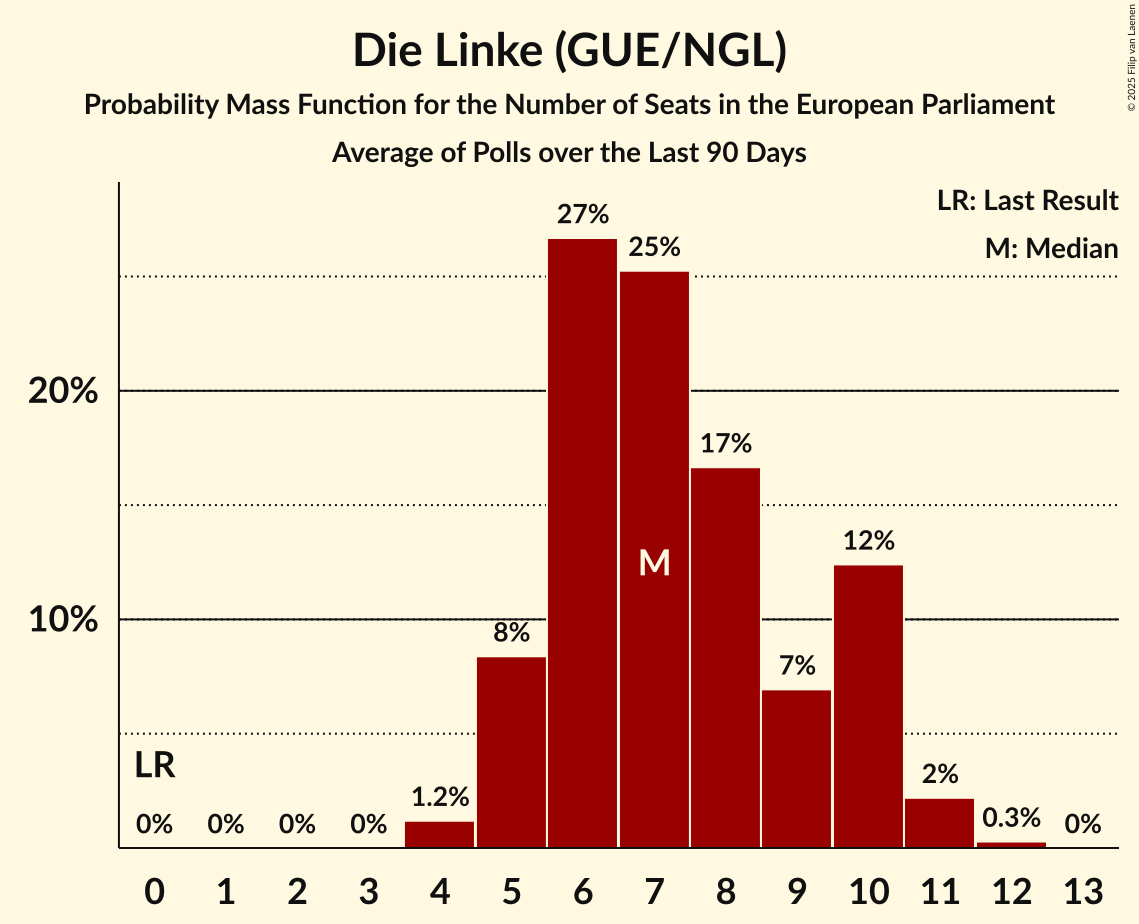 Die Linke (GUE/NGL)
Probability Mass Function for the Number of Seats in the European Parliament
Average of Polls over the Last 90 Days
© 2025 Filip van Laenen
LR: Last Result
M: Median
20%
10%
0%
0%
0%
0%
1.2%
8%
27%
25%
17%
7%
12%
2%
0.3%
0%
LR
M
0 1 2 3 4 5 6 7 8 9 10 11 12 13